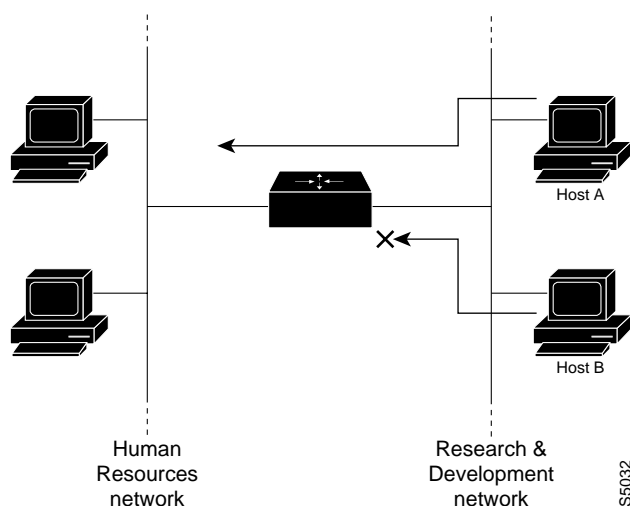 Host A
Host B
Human
Resources
network
Research &
Development
network
S5032